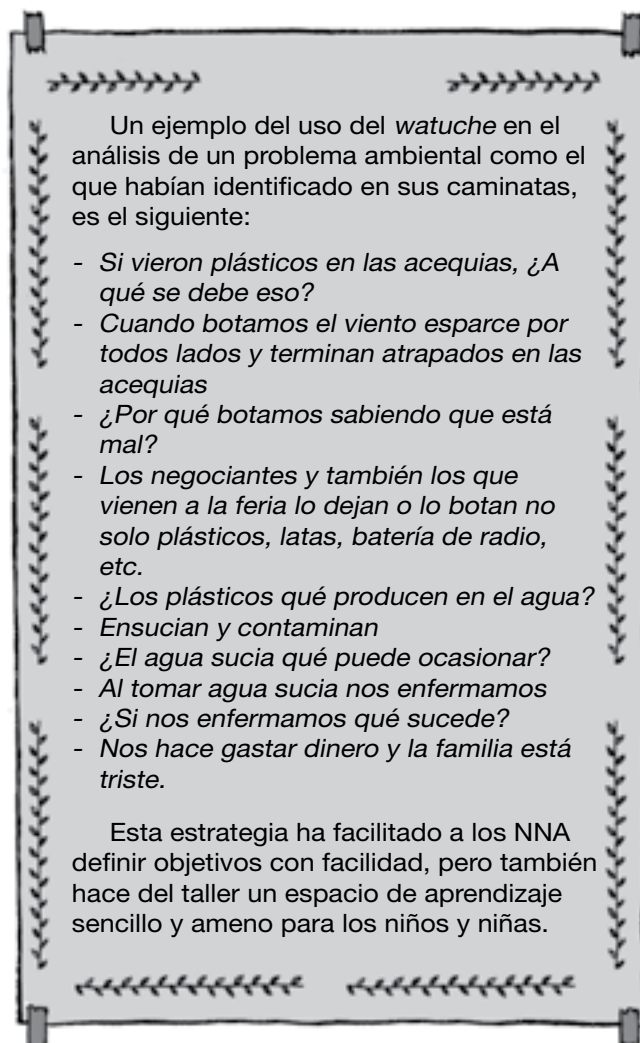 Un ejemplo del uso del watuche en el
análisis de un problema ambiental como el
que habían identificado en sus caminatas,
es el siguiente:
- Si vieron plásticos en las acequias, ¿A
qué se debe eso?
- Cuando botamos el viento esparce por
todos lados y terminan atrapados en las
acequias
- ¿Por qué botamos sabiendo que está
mal?
- Los negociantes y también los que
vienen a la feria lo dejan o lo botan no
solo plásticos, latas, batería de radio,
etc.
- ¿Los plásticos qué producen en el agua?
- Ensucian y contaminan
- ¿El agua sucia qué puede ocasionar?
- Al tomar agua sucia nos enfermamos
- ¿Si nos enfermamos qué sucede?
- Nos hace gastar dinero y la familia está
triste.
Esta estrategia ha facilitado a los NNA
definir objetivos con facilidad, pero también
hace del taller un espacio de aprendizaje
sencillo y ameno para los niños y niñas.